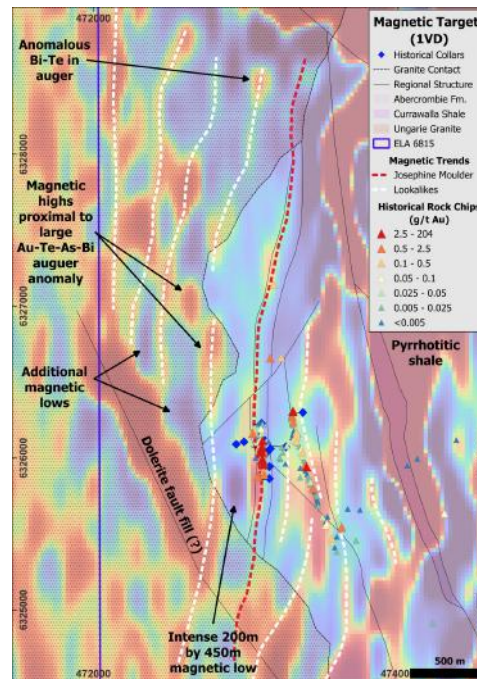 472000
Magnetic Target
(1VD)
Historical Collars
Granite Contact
Regional Structure
Abercrombie Fm.
Currawalla Shale
Ungarie Granite
ELA 6815
Magnetic Trends
Josephine Moulder
Lookalikes
Historical Rock Chips
(g/t Au)
2.5 - 204
0.5 - 2.5
0.1 - 0.5
0.05 - 0.1
0.025 - 0.05
0.005 - 0.025
<0.005
Anomalous
Bi-Te in
auger
6328000
Magnetic
highs
proximal to
large
Au-Te-As-Bi
auguer
anomaly
6327000
Pyrrhotitic
shale
Additional
magnetic
lows
Dolerite fault fill (?)
6326000
6325000
Intense 200m
by 450m
magnetic low
472000
47400
500 m